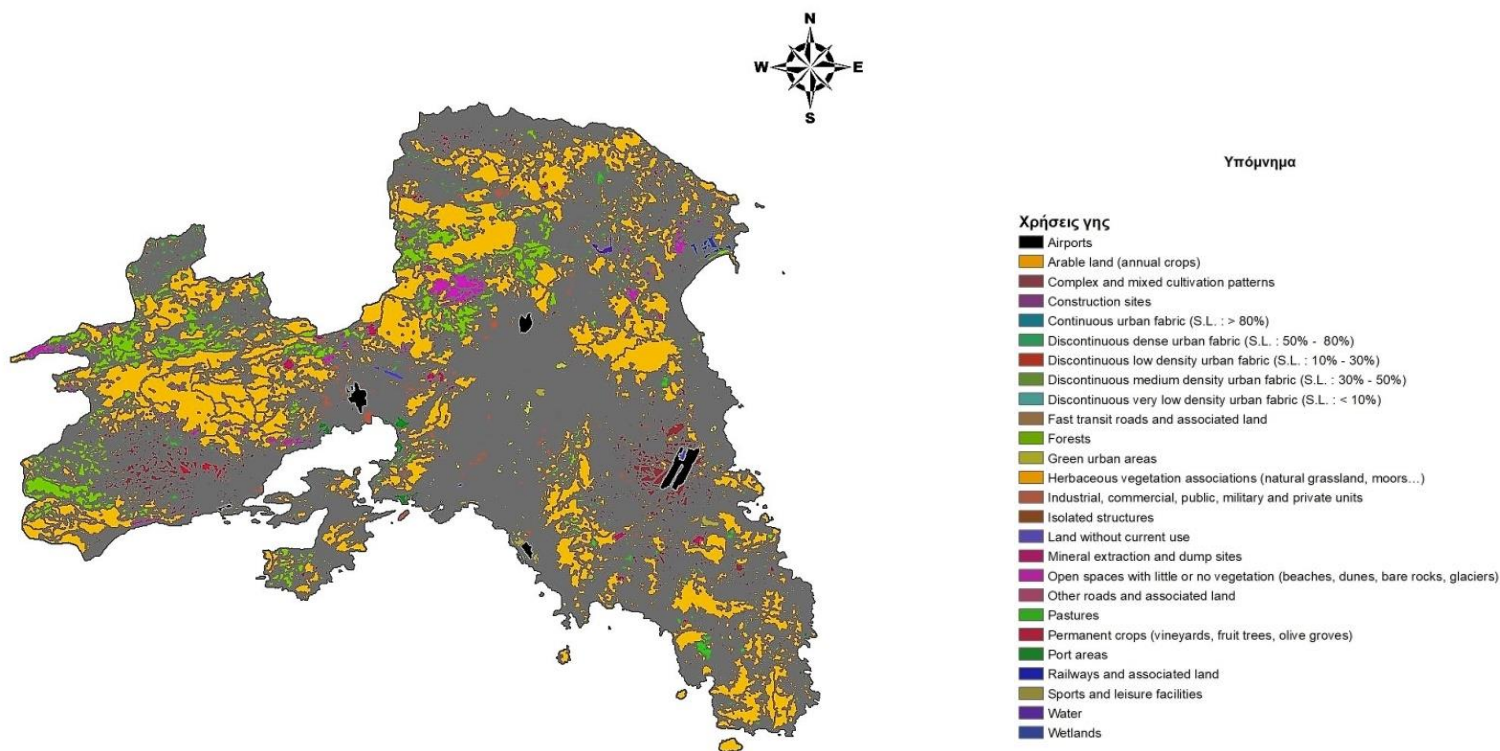 N
W E
S
Υπόμνημα
Χρήσεις γης
Airports
Arable land (annual crops)
Complex and mixed cultivation patterns
Construction sites
Continuous urban fabric (S.L. : > 80%)
Discontinuous dense urban fabric (S.L. : 50% - 80%)
Discontinuous low density urban fabric (S.L. : 10% - 30%)
Discontinuous medium density urban fabric (S.L. : 30% - 50%)
Discontinuous very low density urban fabric (S.L. : < 10%)
Fast transit roads and associated land
Forests
Green urban areas
Herbaceous vegetation associations (natural grassland, moors...)
Industrial, commercial, public, military and private units
Isolated structures
Land without current use
Mineral extraction and dump sites
Open spaces with little or no vegetation (beaches, dunes, bare rocks, glaciers)
Other roads and associated land
Pastures
Permanent crops (vineyards, fruit trees, olive groves)
Port areas
Railways and associated land
Sports and leisure facilities
Water
Wetlands